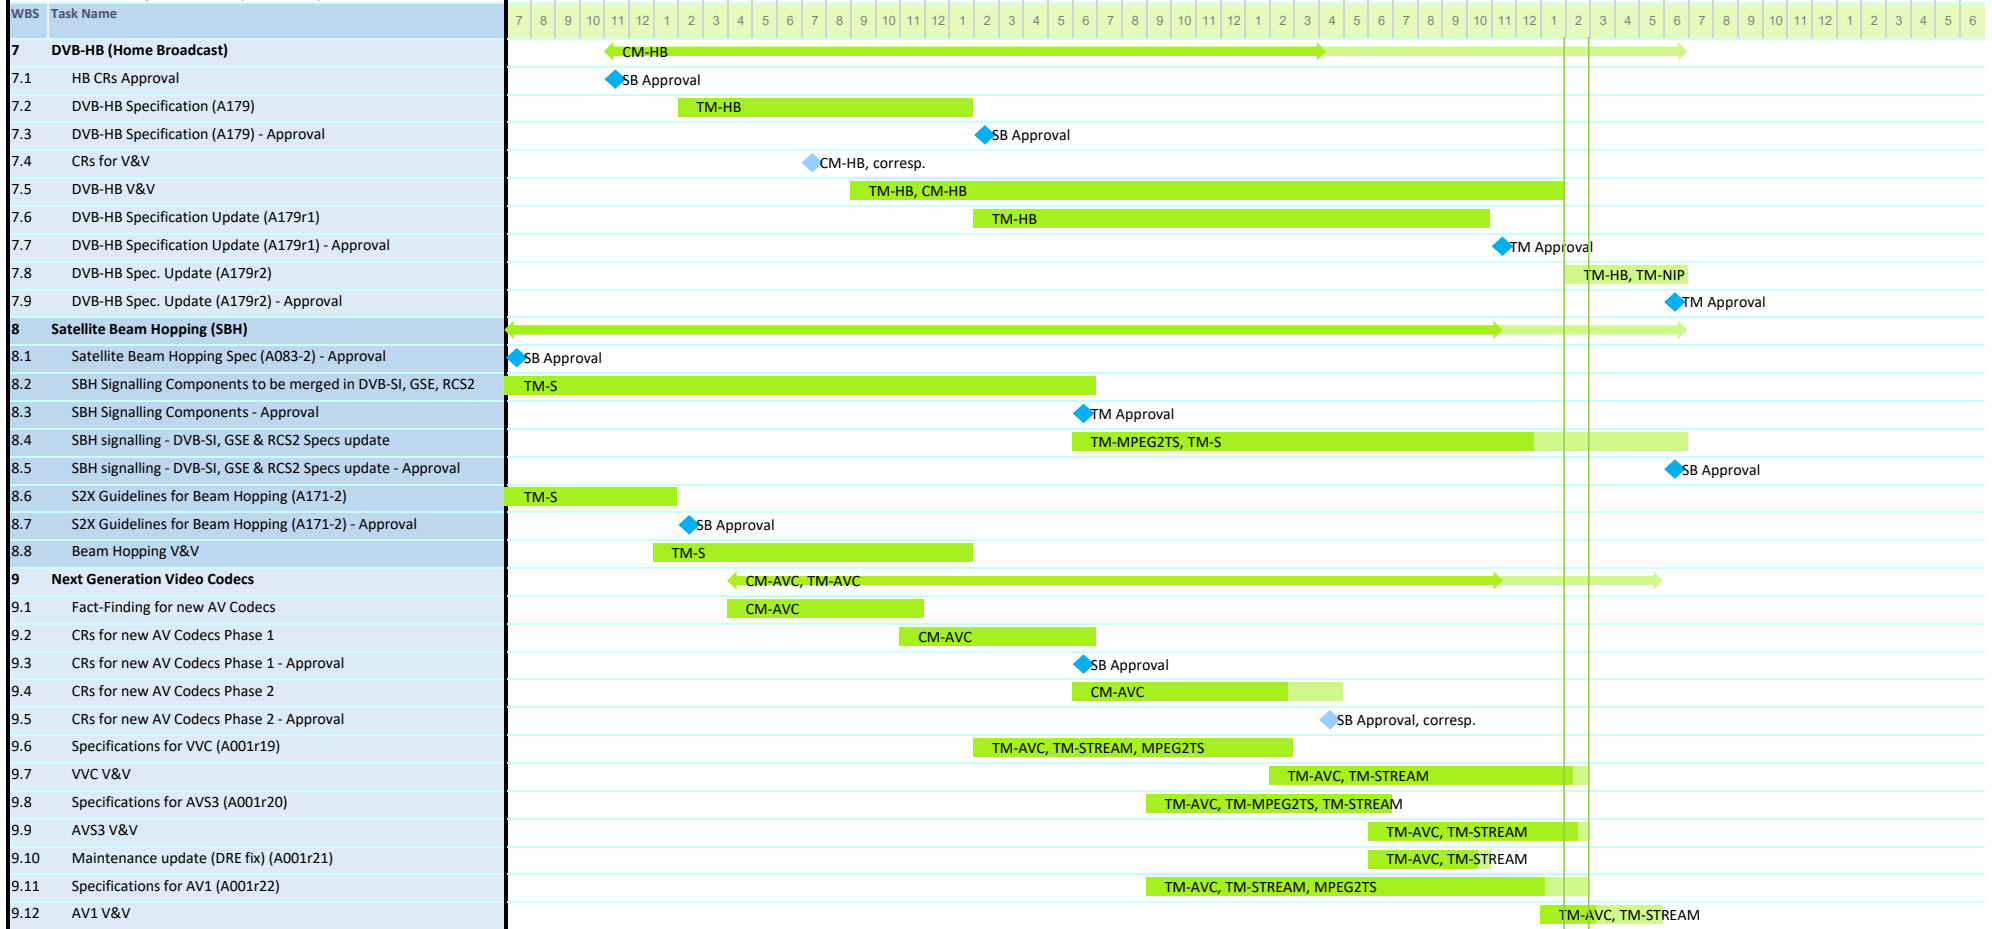 WBS Task Name 7 8 9 10 11 12 1 2 3 4 5 6 7 8 9 10 11 12 1 2 3 4 5 6 7 8 9 10 11 12 1 2 3 4 5 6 7 8 9 10 11 12 1 2 3 4 5 6 7 8 9 10 11 12 1 2 3 4 5 6
7 DVB-HB (Home Broadcast) CM-HB
7.1 HB CRs Approval SB Approval
7.2 DVB-HB Specification (A179) TM-HB
7.3 DVB-HB Specification (A179) - Approval SB Approval
7.4 CRs for V&V CM-HB, corresp.
7.5 DVB-HB V&V TM-HB, CM-HB
7.6 DVB-HB Specification Update (A179r1) TM-HB
7.7 DVB-HB Specification Update (A179r1) - Approval TM Approval
7.8 DVB-HB Spec. Update (A179r2) TM-HB, TM-NIP
7.9 DVB-HB Spec. Update (A179r2) - Approval TM Approval
8 Satellite Beam Hopping (SBH)
8.1 Satellite Beam Hopping Spec (A083-2) - Approval SB Approval
8.2 SBH Signalling Components to be merged in DVB-SI, GSE, RCS2 TM-S
8.3 SBH Signalling Components - Approval TM Approval
8.4 SBH signalling - DVB-SI, GSE & RCS2 Specs update TM-MPEG2TS, TM-S
8.5 SBH signalling - DVB-SI, GSE & RCS2 Specs update - Approval SB Approval
8.6 S2X Guidelines for Beam Hopping (A171-2) TM-S
8.7 S2X Guidelines for Beam Hopping (A171-2) - Approval SB Approval
8.8 Beam Hopping V&V TM-S
9 Next Generation Video Codecs CM-AVC, TM-AVC
9.1 Fact-Finding for new AV Codecs CM-AVC
9.2 CRs for new AV Codecs Phase 1 CM-AVC
9.3 CRs for new AV Codecs Phase 1 - Approval SB Approval
9.4 CRs for new AV Codecs Phase 2 CM-AVC
9.5 CRs for new AV Codecs Phase 2 - Approval SB Approval, corresp.
9.6 Specifications for VVC (A001r19) TM-AVC, TM-STREAM, MPEG2TS
9.7 VVC V&V TM-AVC, TM-STREAM
9.8 Specifications for AVS3 (A001r20) TM-AVC, TM-MPEG2TS, TM-STREAM
9.9 AVS3 V&V TM-AVC, TM-STREAM
9.10 Maintenance update (DRE fix) (A001r21) TM-AVC, TM-STREAM
9.11 Specifications for AV1 (A001r22) TM-AVC, TM-STREAM, MPEG2TS
9.12 AV1 V&V TM-AVC, TM-STREAM